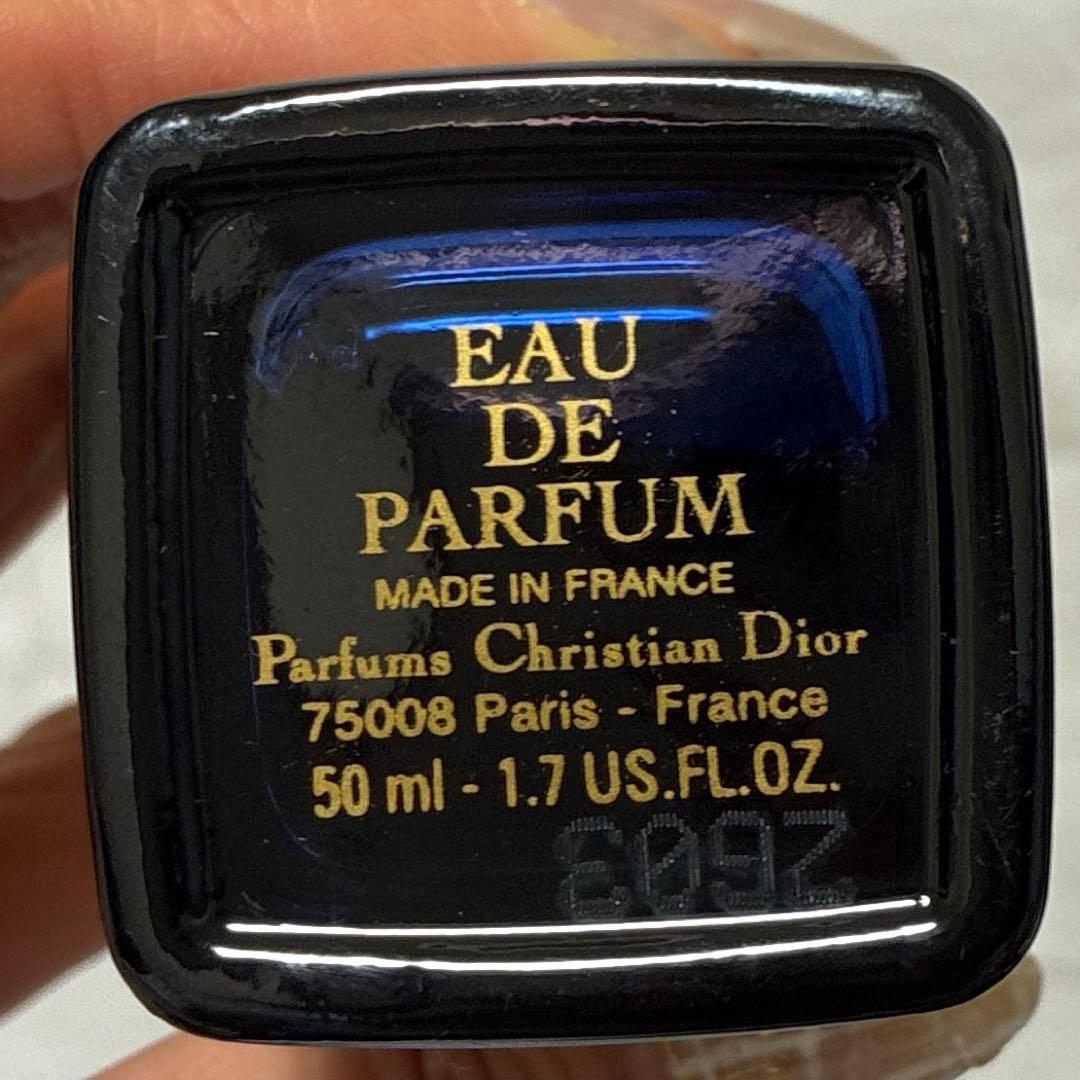 EAU
DE
PARFUM
MADE IN FRANCE
Parfums Christian Dior
75008 Paris - France
50 ml - 1.7 US.FL.OZ.